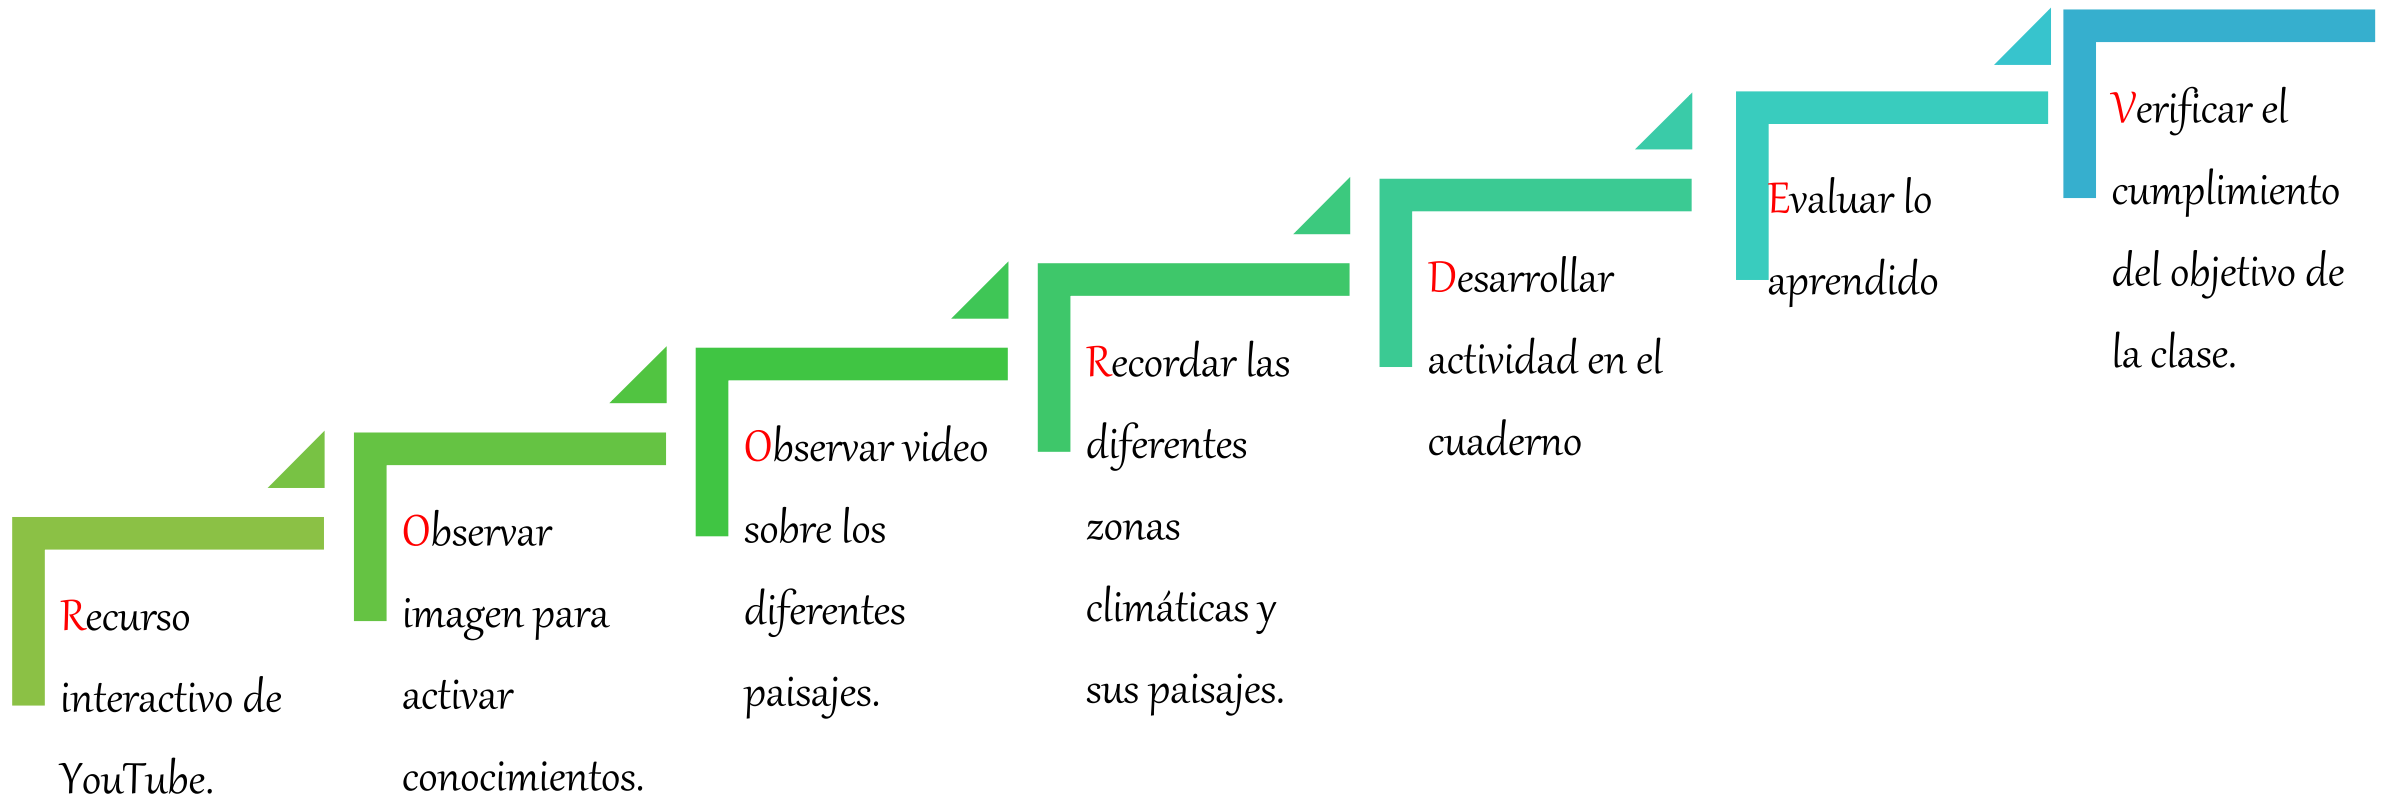 Recurso
interactivo de
YouTube.
Observar
imagen para
activar
conocimientos.
Observar video
sobre los
diferentes
paisajes.
Recordar las
diferentes
zonas
climáticas y
sus paisajes.
Desarrollar
actividad en el
cuaderno
Evaluar lo
aprendido
Verificar el
cumplimiento
del objetivo de
la clase.